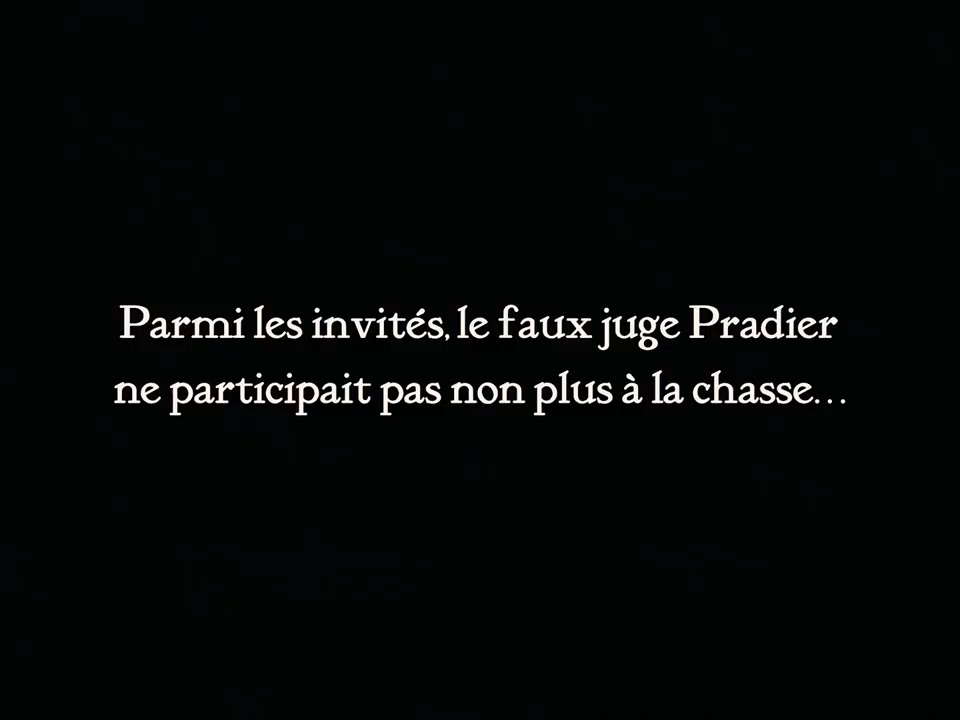 Parmi les invités, le faux juge Pradier
ne participait pas non plus à la chasse...